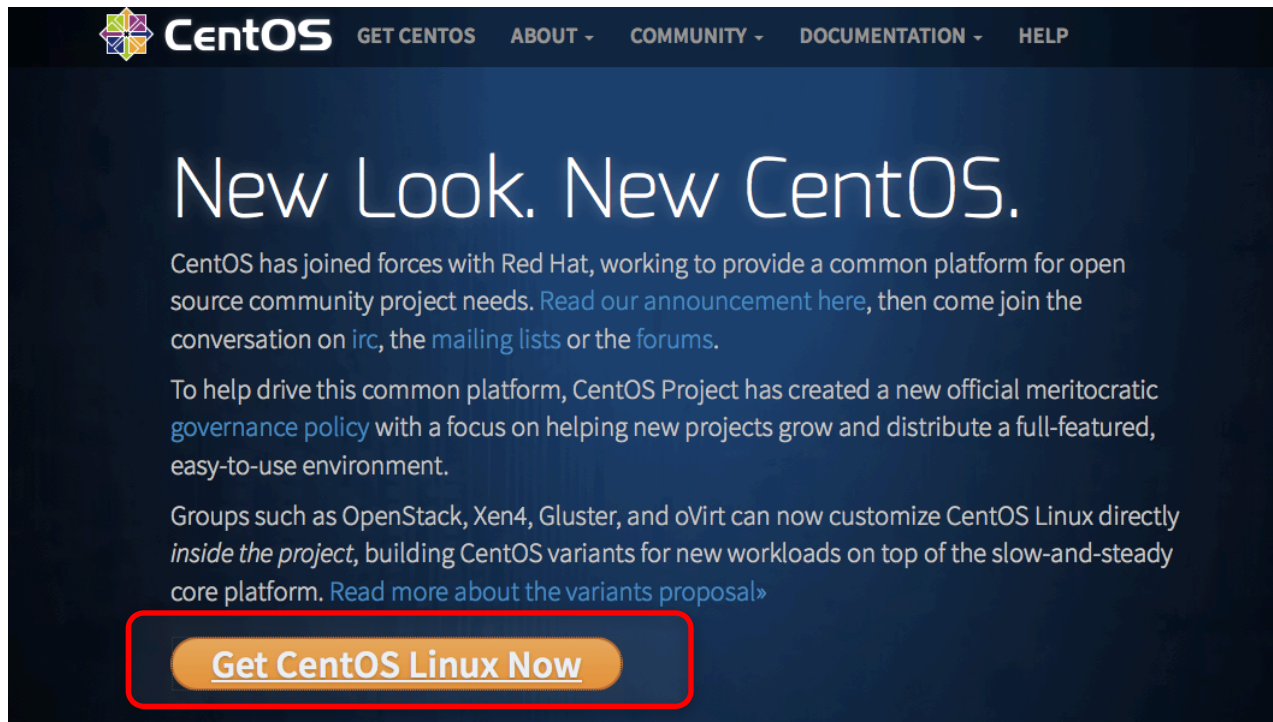 CentOS GET CENTOS ABOUT COMMUNITY DOCUMENTATION HELP
New Look. New CentOS.
CentOS has joined forces with Red Hat, working to provide a common platform for open
source community project needs. Read our announcement here, then come join the
conversation on irc, the mailing lists or the forums.
To help drive this common platform, CentOS Project has created a new official meritocratic
governance policy with a focus on helping new projects grow and distribute a full-featured,
easy-to-use environment.
Groups such as OpenStack, Xen4, Gluster, and oVirt can now customize CentOS Linux directly
inside the project, building CentOS variants for new workloads on top of the slow-and-steady
core platform. Read more about the variants proposal»
Get CentOS Linux Now